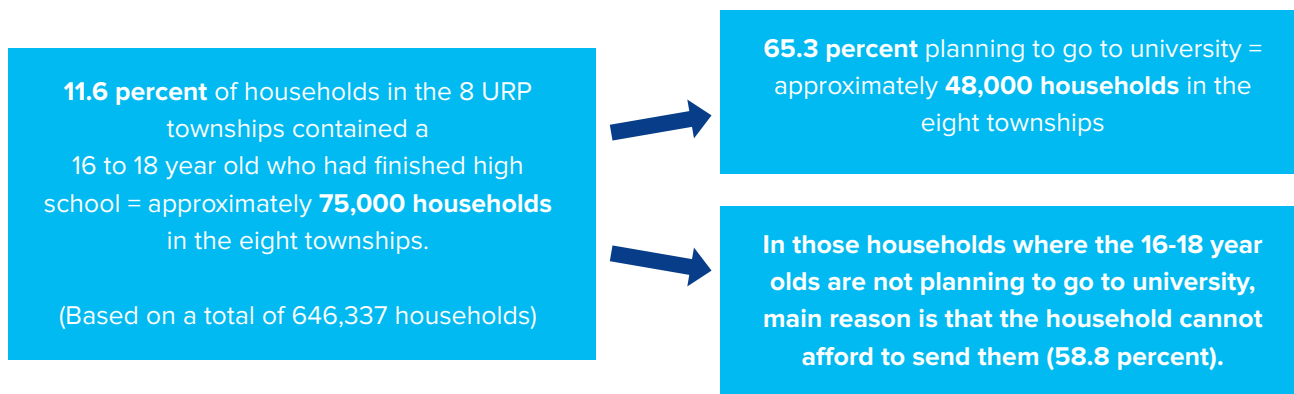 11.6 percent of households in the 8 URP
townships contained a
16 to 18 year old who had finished high
school = approximately 75,000 households
in the eight townships.
(Based on a total of 646,337 households)
65.3 percent planning to go to university =
approximately 48,000 households in the
eight townships
In those households where the 16-18 year
olds are not planning to go to university,
main reason is that the household cannot
afford to send them (58.8 percent).